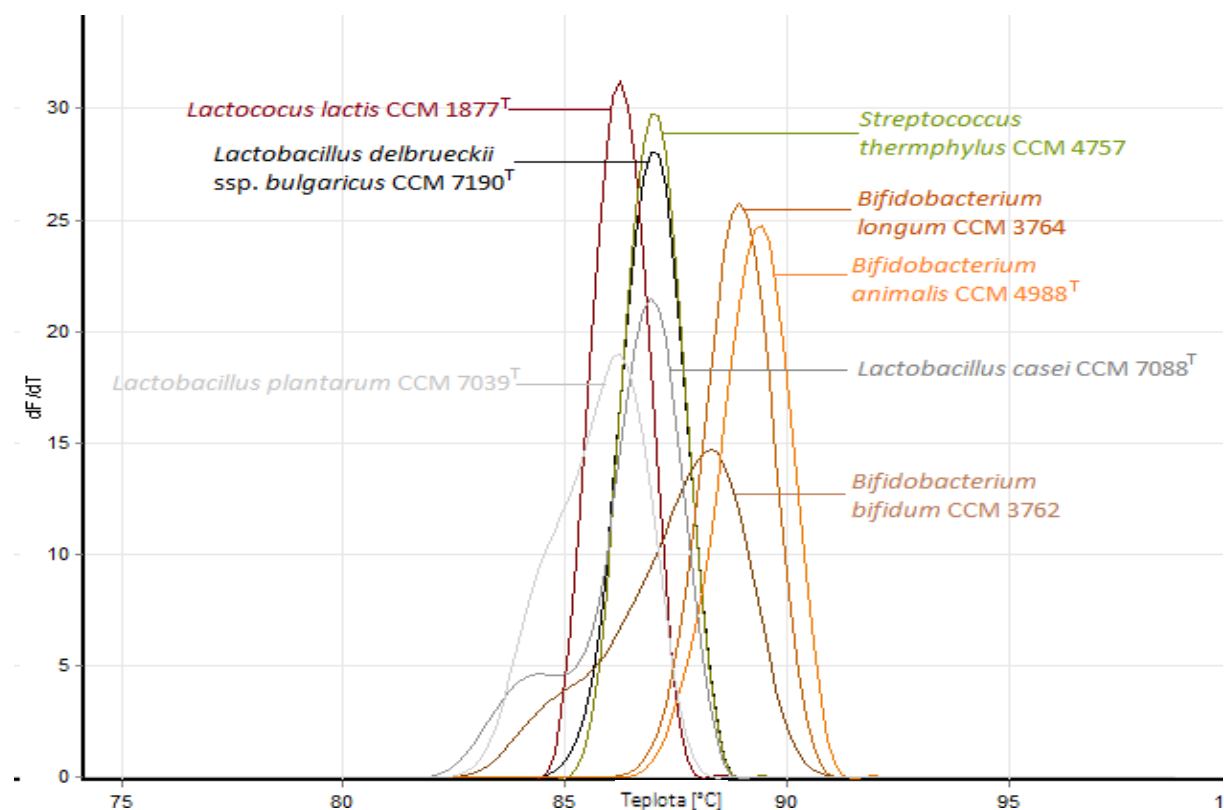 30
25
20
15
10
5
0
dF/dT
Lactococus lactis CCM 1877T
Lactobacillus delbrueckii
ssp. bulgaricus CCM 7190T
Lactobacillus plantarum CCM 7039T
Streptococcus
thermphylus CCM 4757
Bifidobacterium
longum CCM 3764
Bifidobacterium
animalis CCM 4988T
Lactobacillus casei CCM 7088T
Bifidobacterium
bifidum CCM 3762
75 80 85 90 95 1
Teplota [°C]